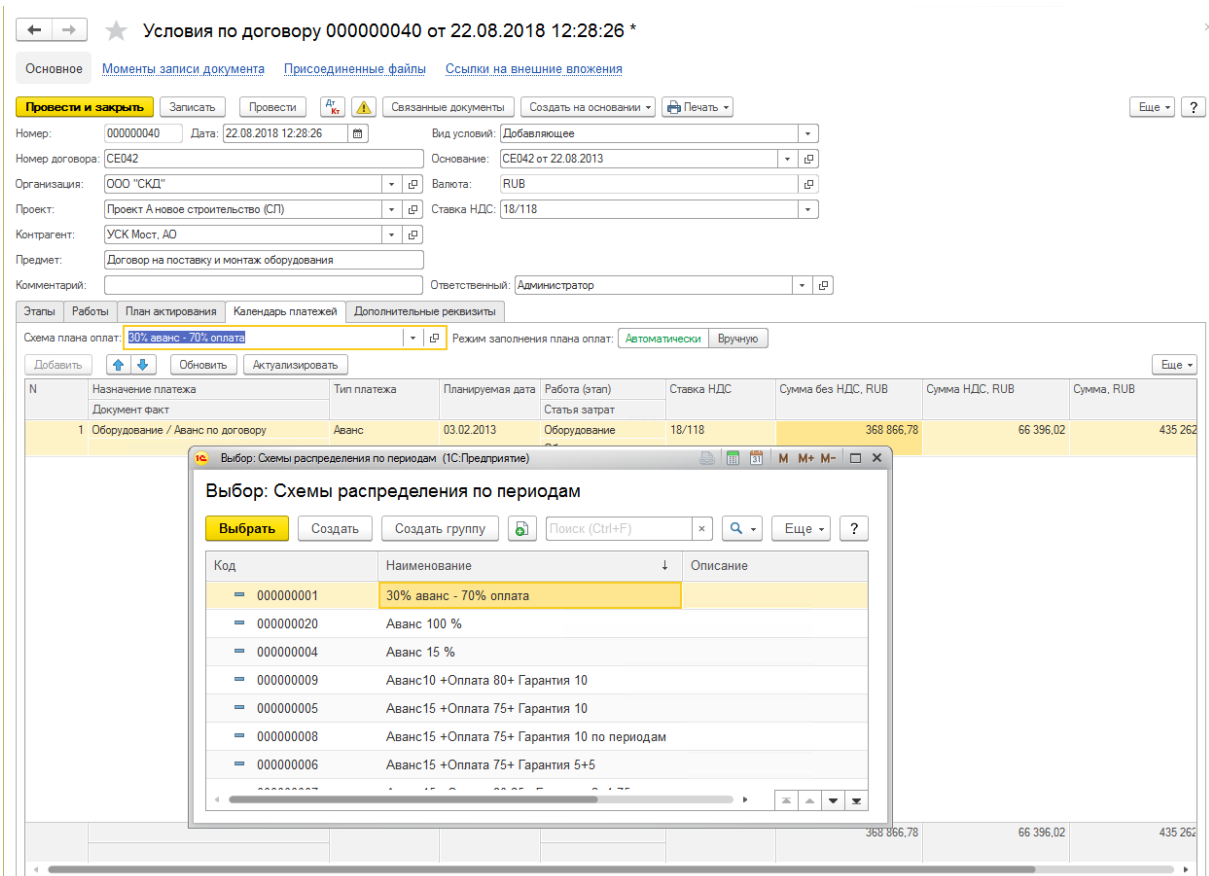 Условия по договору 000000040 от 22.08.2018 12:28:26 *
Основное Моменты записи документа Присоединенные файлы Ссылки на внешние вложения
Провести и закрыть Записать Провести Дт Кт Связанные документы Создать на основании Печать Еще ?
Номер: 000000040 Дата: 22.08.2018 12:28:26 Вид условий: Добавляющее
Номер договора: СЕ042 Основание: СЕ042 от 22.08.2013
Организация: ООО "СКД" Валюта: RUB
Проект: Проект А новое строительство (СП) Ставка НДС: 18/118
Контрагент: УСК Мост, АО
Предмет: Договор на поставку и монтаж оборудования
Комментарий: Ответственный: Администратор
Этапы Работы План актирования Календарь платежей Дополнительные реквизиты
Схема плана оплат: 30% аванс - 70% оплата Режим заполнения плана оплат: Автоматически Вручную
Добавить Обновить Актуализировать Еще
N Назначение платежа Тип платежа Планируемая дата Работа (этап) Ставка НДС Сумма без НДС, RUB Сумма НДС, RUB Сумма, RUB
Документ факт Статья затрат
1 Оборудование / Аванс по договору Аванс 03.02.2013 Оборудование 18/118 368 866,78 66 396,02 435 262
Выбор: Схемы распределения по периодам (1С:Предприятие) 31 M M+ M-
Выбор: Схемы распределения по периодам
Выбрать Создать Создать группу Поиск (Ctrl+F) × Еще ?
Код Наименование ↓ Описание
000000001 30% аванс - 70% оплата
000000020 Аванс 100 %
000000004 Аванс 15 %
000000009 Аванс10 +Оплата 80+ Гарантия 10
000000005 Аванс15 +Оплата 75+ Гарантия 10
000000008 Аванс15 +Оплата 75+ Гарантия 10 по периодам
000000006 Аванс15 +Оплата 75+ Гарантия 5+5
368 866,78 66 396,02 435 262